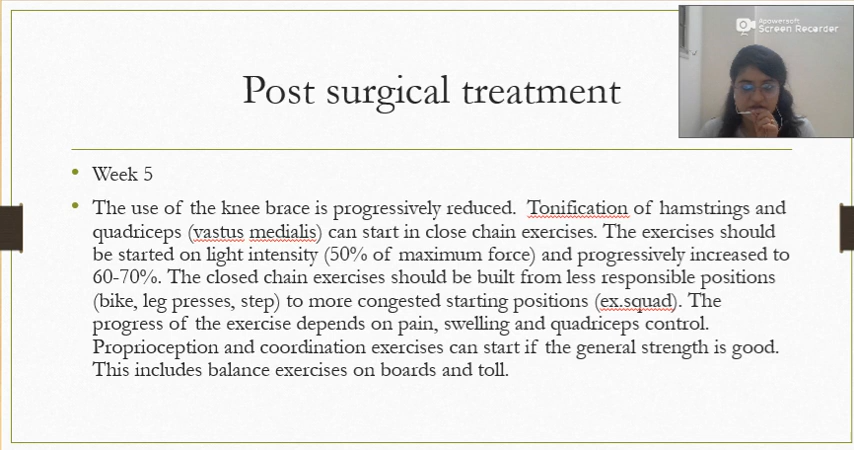 Apowersoft
Screen Recorder
Post surgical treatment
Week 5
The use of the knee brace is progressively reduced. Tonification of hamstrings and
quadriceps (vastus medialis) can start in close chain exercises. The exercises should
be started on light intensity (50% of maximum force) and progressively increased to
60-70%. The closed chain exercises should be built from less responsible positions
(bike, leg presses, step) to more congested starting positions (ex.squad). The
progress of the exercise depends on pain, swelling and quadriceps control.
Proprioception and coordination exercises can start if the general strength is good.
This includes balance exercises on boards and toll.